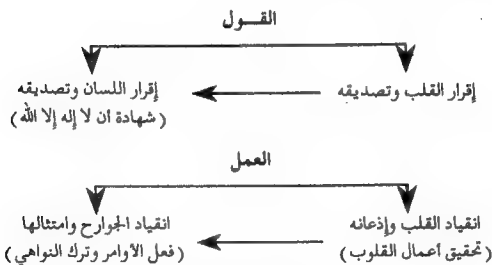 القـــول
إقرار القلب وتصديقه
إقرار اللسان وتصديقه
(شهادة أن لا إله إلا الله)
العمل
انقياد القلب وإذعانه
(تحقيق أعمال القلوب)
انقياد الجوارح وامتثالها
(فعل الأوامر وترك النواهي)